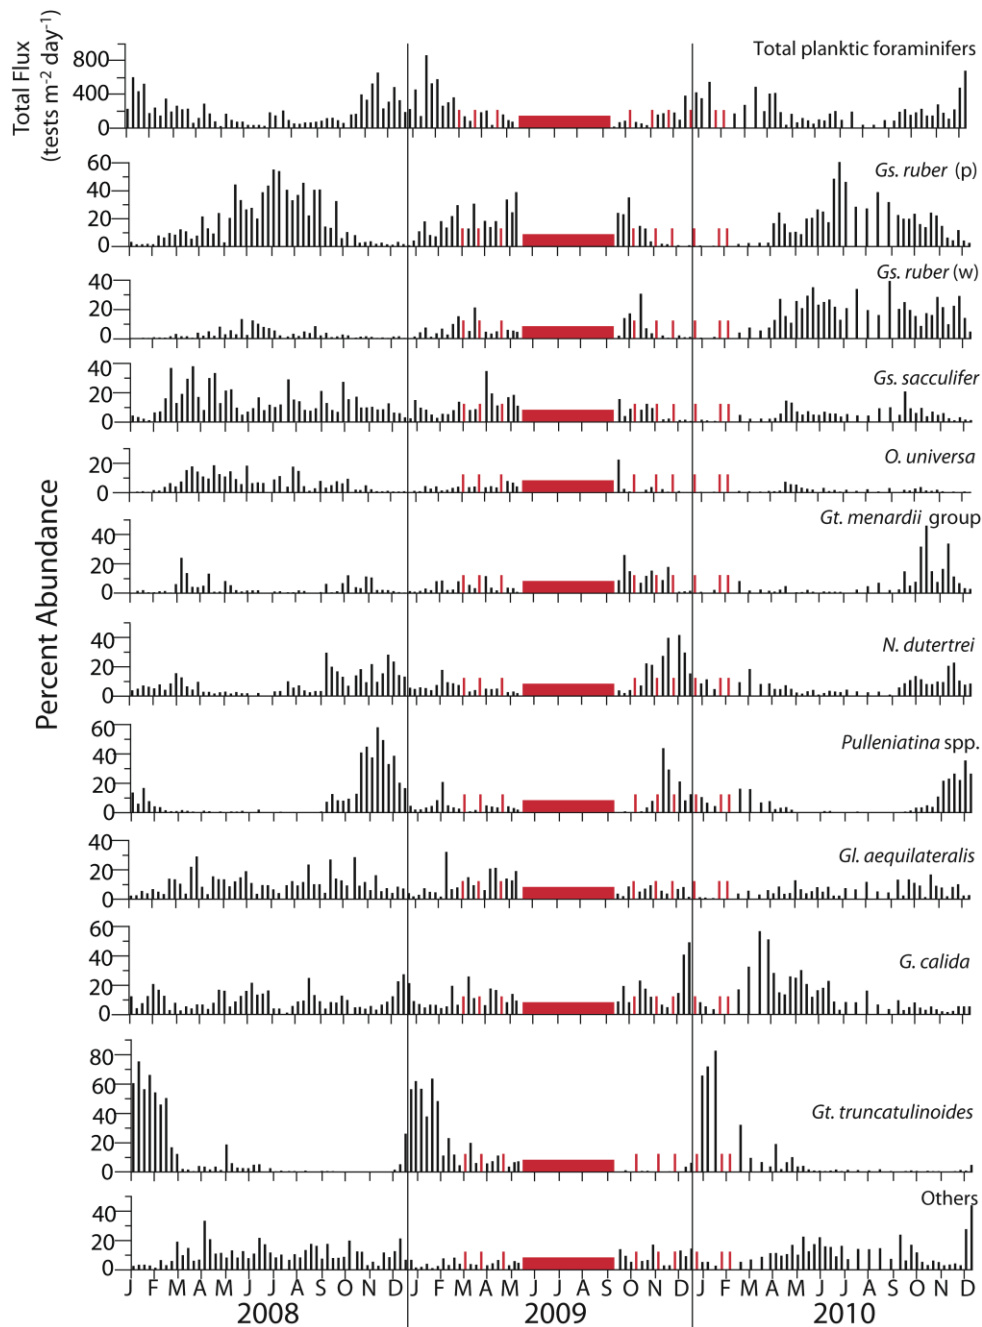 Total Flux
(tests m⁻² day⁻¹)
Total planktic foraminifers
800
400
0
Gs. ruber (p)
60
40
20
0
Gs. ruber (w)
40
20
0
Gs. sacculifer
40
20
0
O. universa
20
0
Percent Abundance
Gt. menardii group
40
20
0
N. dutertrei
40
20
0
Pulleniatina spp.
60
40
20
0
Gl. aequilateralis
40
20
0
G. calida
60
40
20
0
Gt. truncatulinoides
80
60
40
20
0
Others
40
20
0
J F M A M J J A S O N D J F M A M J J A S O N D J F M A M J J A S O N D
2008 2009 2010